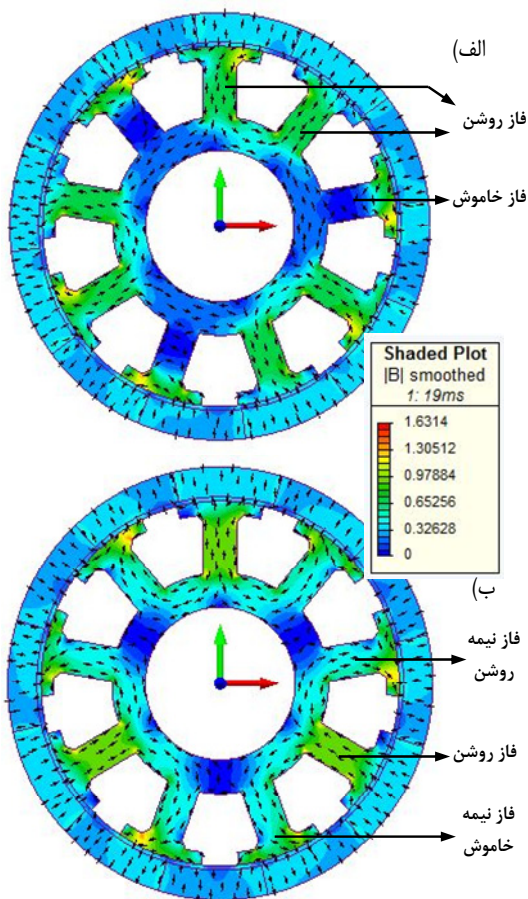 الف)
فاز روشن
فاز خاموش
Shaded Plot
|B| smoothed
1: 19ms
1.6314
1.30512
0.97884
0.65256
0.32628
0
ب)
فاز نیمه
روشن
فاز روشن
فاز نیمه
خاموش